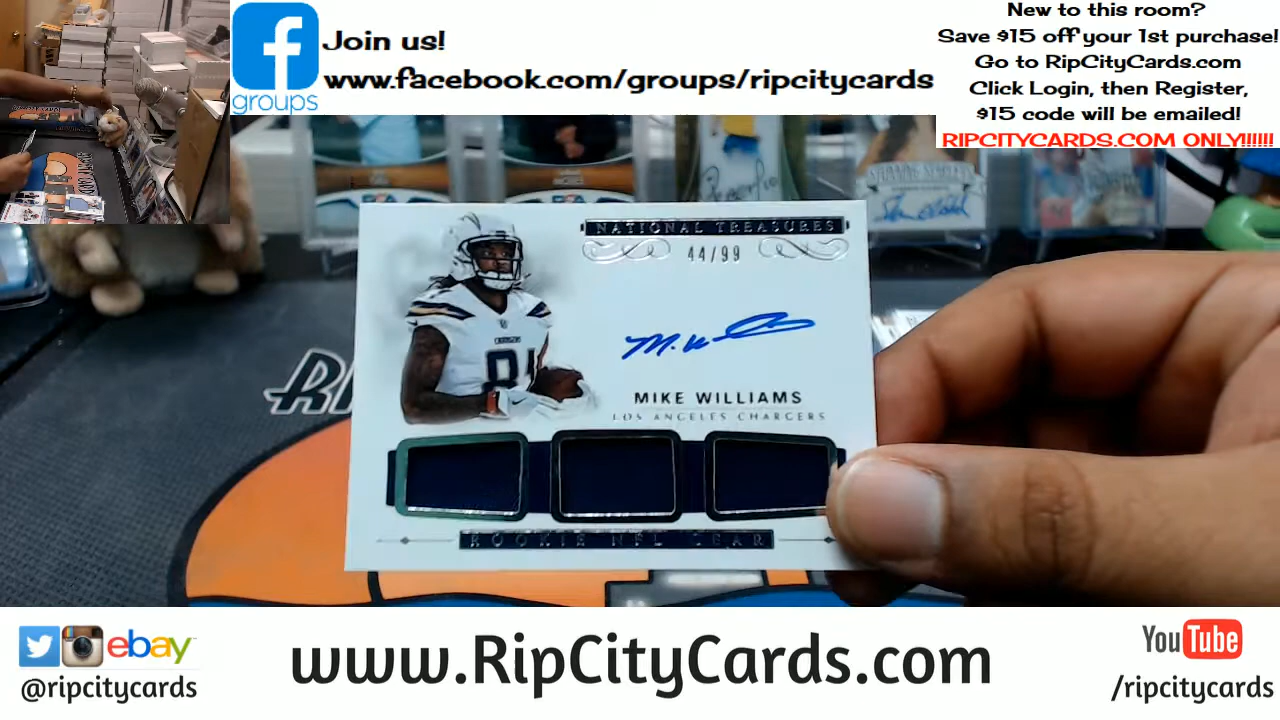 groups
Join us!
www.facebook.com/groups/ripcitycards
New to this room?
Save $15 off your 1st purchase!
Go to RipCityCards.com
Click Login, then Register,
$15 code will be emailed!
RIPCITYCARDS.COM ONLY!!!!!!
NATIONAL TREASURES
44/99
CHARGERS
81
M. W
MIKE WILLIAMS
LOS ANGELES CHARGERS
ROOKIE NFL GEAR
ebay
@ripcitycards
www.RipCityCards.com
YouTube
/ripcitycards